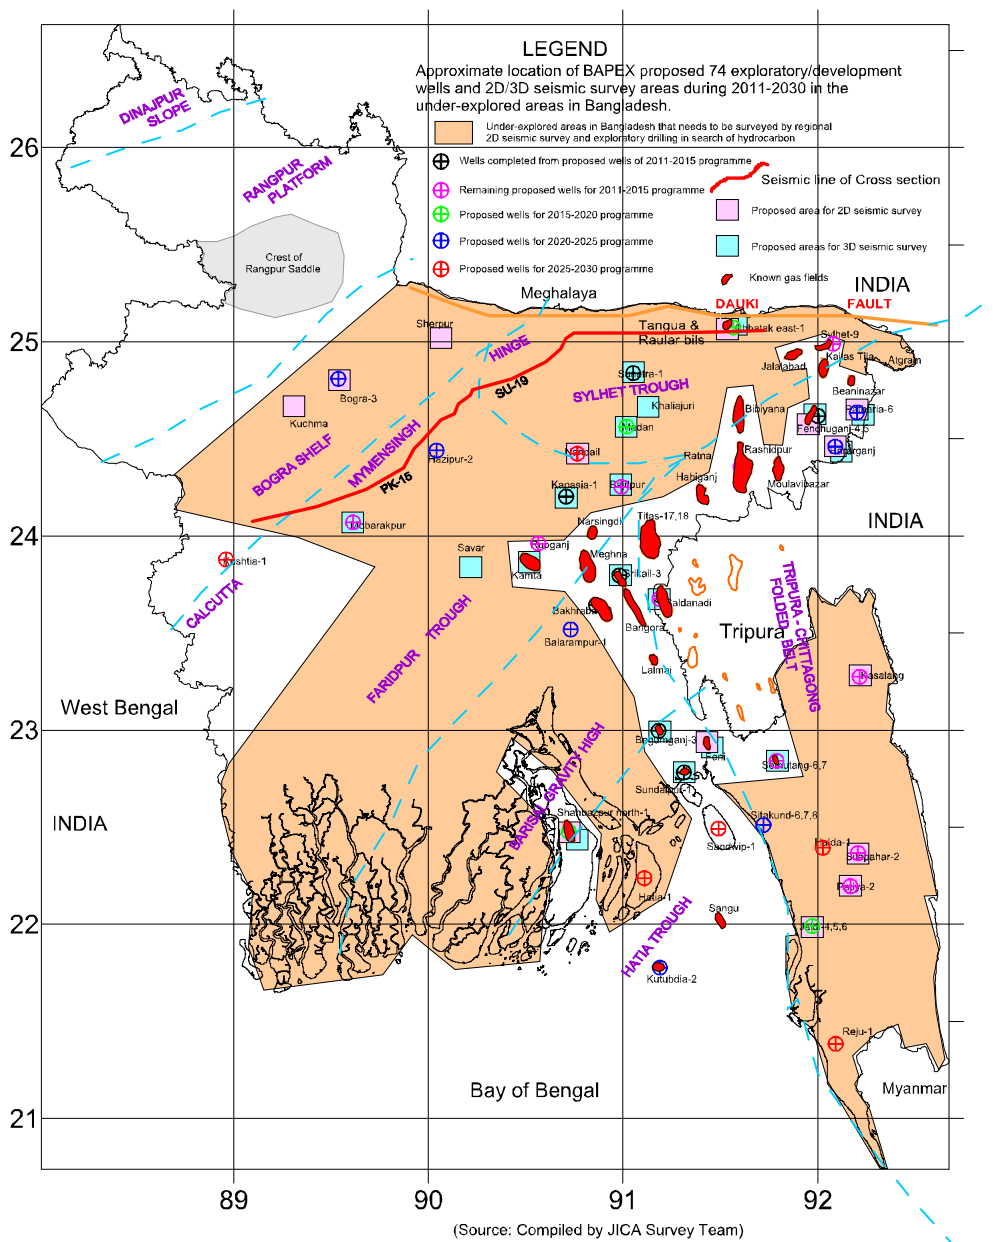 LEGEND
Approximate location of BAPEX proposed 74 exploratory/development
wells and 2D/3D seismic survey areas during 2011-2030 in the
under-explored areas in Bangladesh.
Under-explored areas in Bangladesh that needs to be surveyed by regional
2D seismic survey and exploratory drilling in search of hydrocarbon
Wells completed from proposed wells of 2011-2015 programme
Remaining proposed wells for 2011-2015 programme
Proposed wells for 2015-2020 programme
Proposed wells for 2020-2025 programme
Proposed wells for 2025-2030 programme
Seismic line of Cross section
Proposed area for 2D seismic survey
Proposed areas for 3D seismic survey
Known gas fields
DINAJPUR
SLOPE
26
RANGPUR
PLATFORM
Crest of
Rangpur Saddle
INDIA
Meghalaya
DAUKI
FAULT
Sherpur
Tangua &
Raular bils
Chhatak east-1
Sylhet-9
25
HINGE
Jalalabad
Kailas Tila
Atgram
SU-19
Sunetra-1
SYLHET TROUGH
Beaninazar
Bogra-3
Khaliajuri
Bibiyana
Kuchma
Madan
Fenchuganj-4,5
BOGRA SHELF
MYMENSINGH
Hazipur-2
Ratna
Rashidpur
PK-15
Kapasia-1
Habiganj
Moulavibazar
Mobarakpur
Narsingdi
Titas-17,18
INDIA
24
Savar
Rupganj
Meghna
Kamta
Srikail-3
Kushtia-1
TRIPURA - CHITTAGONG
FOLDED BELT
CALCUTTA
Bakhrabad
Saldanadi
Bangora
Tripura
Balarampur-1
Lalmai
FARIDPUR TROUGH
Kasalang
West Bengal
23
Begumganj-3
Feni
Semutang-6,7
BARISAL GRAVITY HIGH
Sundalpur-1
INDIA
Shahbazpur north-1
Sitakund-6,7,8
Sandwip-1
Halda-1
Sitapahar-2
Patiya-2
Hatia-1
Sangu
22
Jaldi-4,5,6
HATIA TROUGH
Kutubdia-2
Reju-1
Bay of Bengal
Myanmar
21
89
90
91
92
(Source: Compiled by JICA Survey Team)